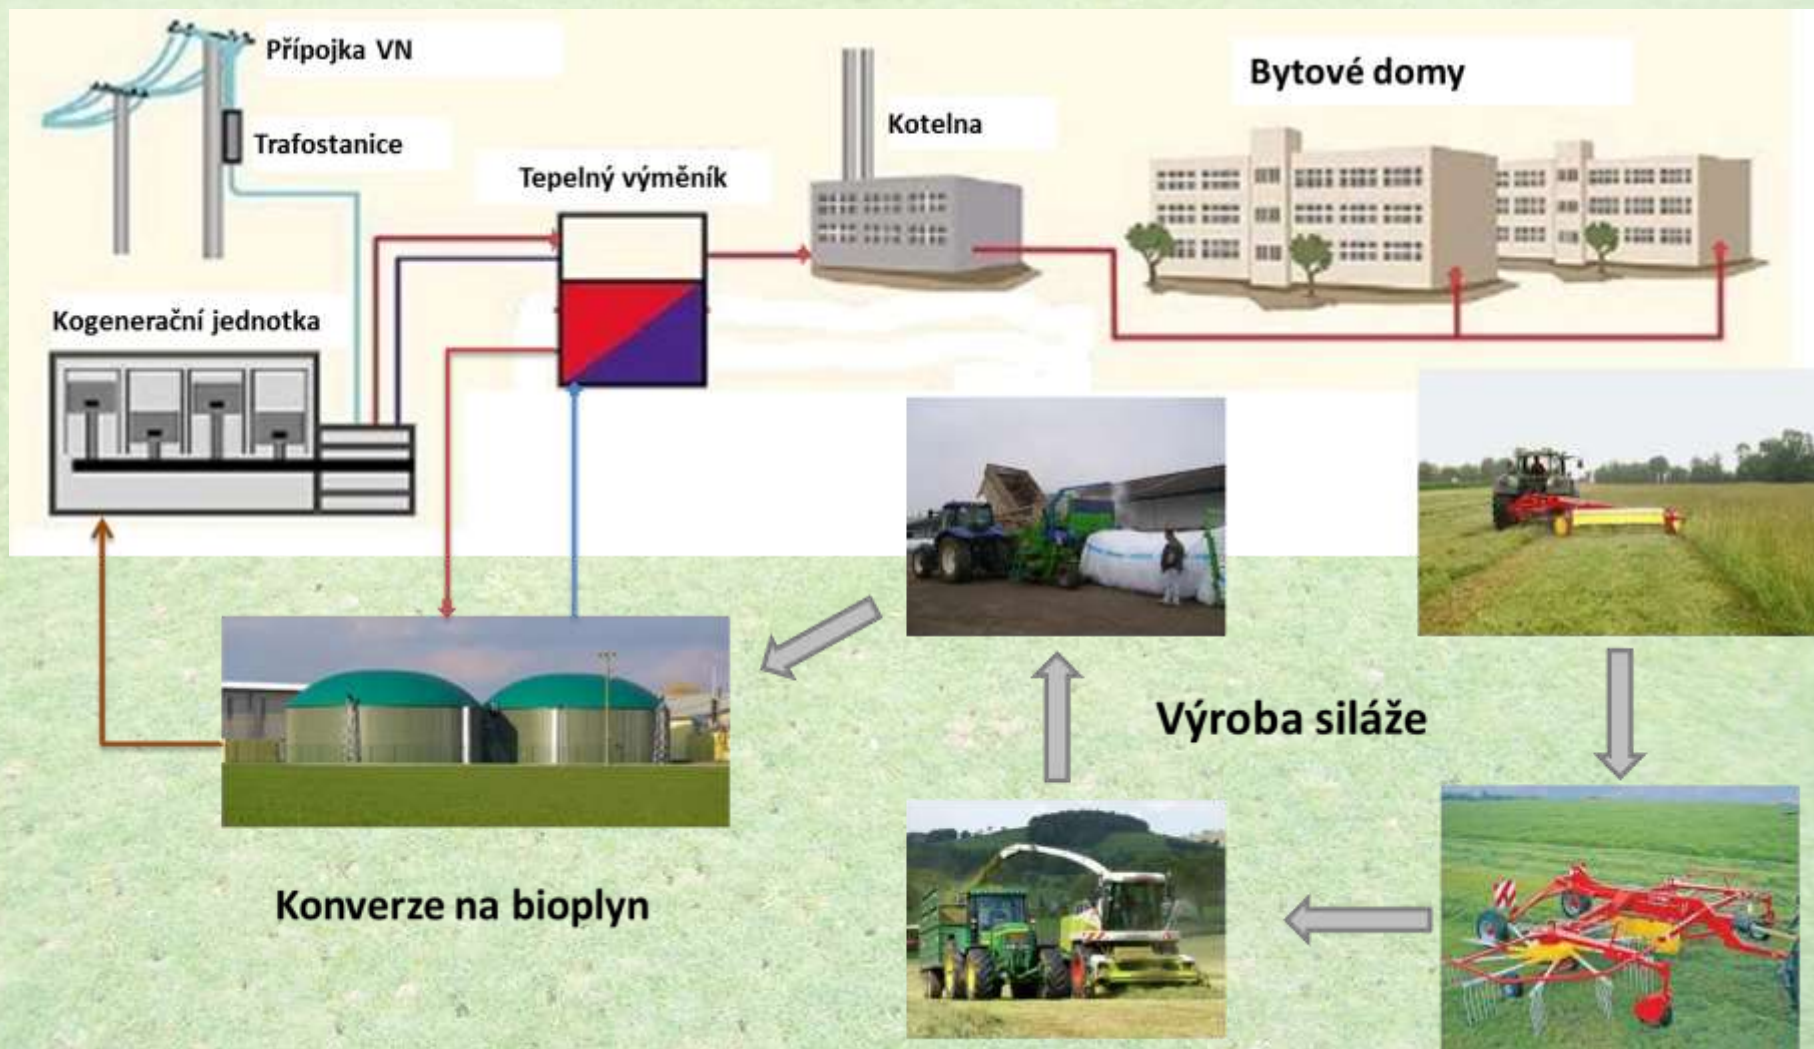 Přípojka VN
Bytové domy
Kotelna
Trafostanice
Tepelný výměník
Kogenerační jednotka
Výroba siláže
Konverze na bioplyn